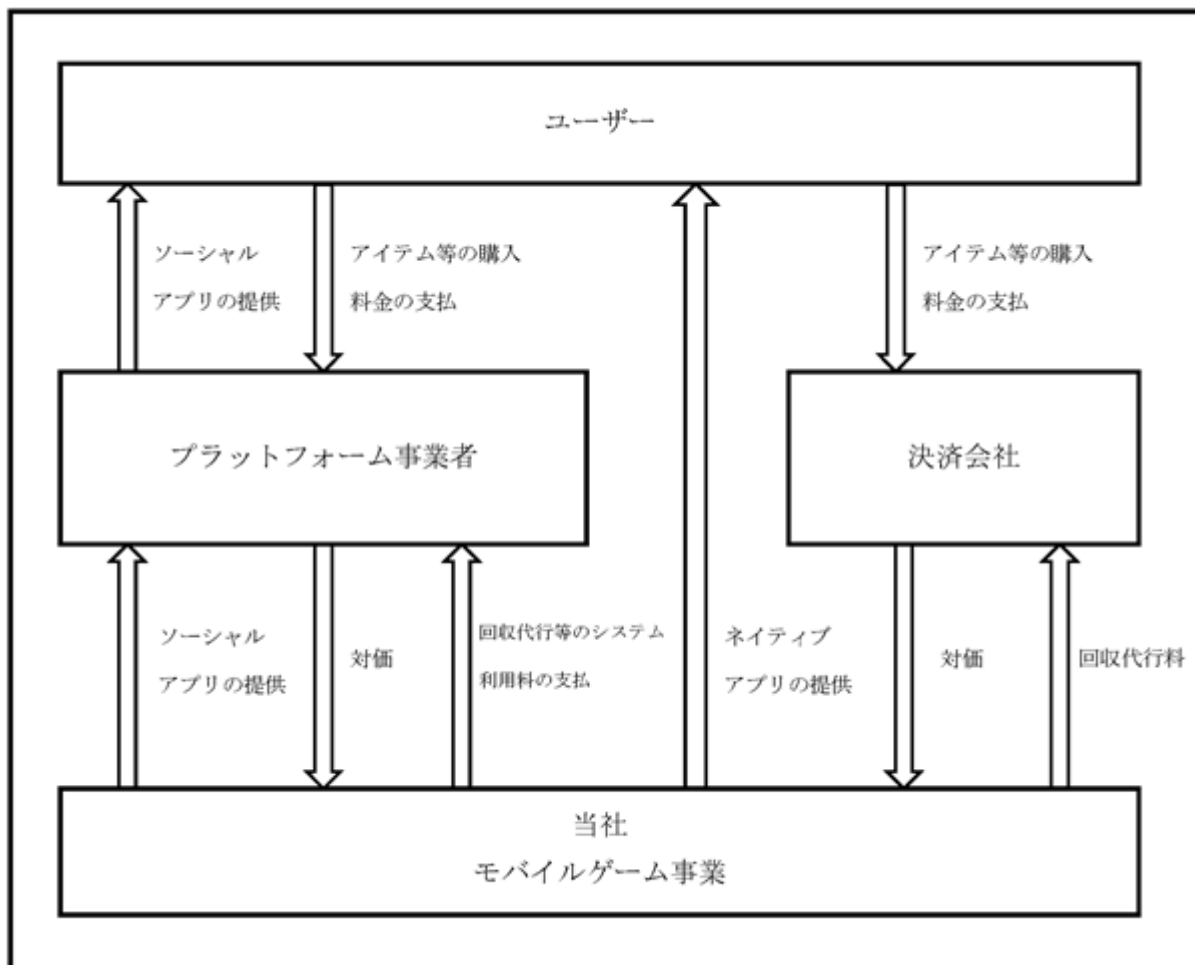 ユーザー
ソーシャル
アプリの提供
アイテム等の購入
料金の支払
アイテム等の購入
料金の支払
プラットフォーム事業者
決済会社
ソーシャル
アプリの提供
対価
回収代行等のシステム
利用料の支払
ネイティブ
アプリの提供
対価
回収代行料
当社
モバイルゲーム事業